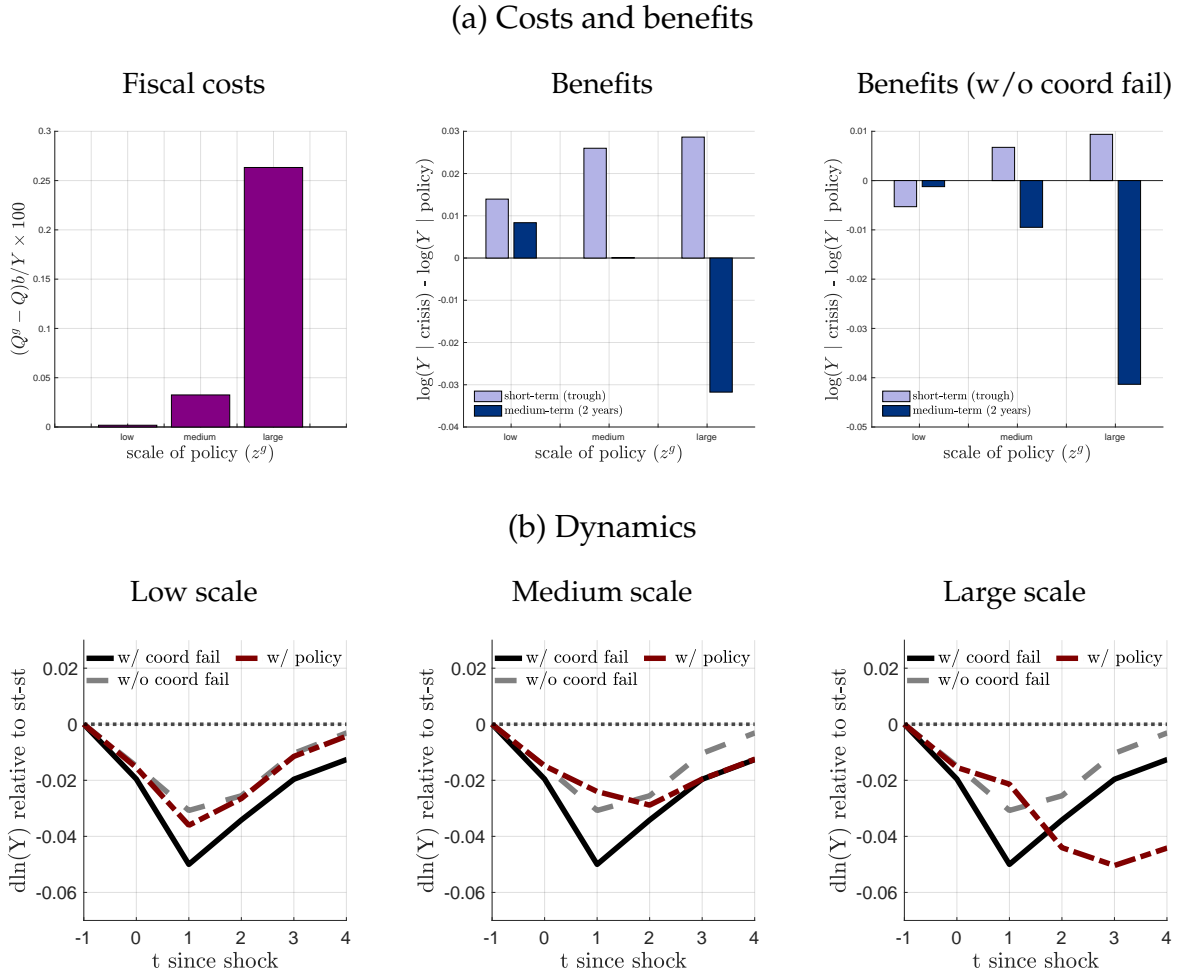 (a) Costs and benefits
Fiscal costs
Benefits
Benefits (w/o coord fail)
(Q^g − Q)b/Y × 100
0.3
0.25
0.2
0.15
0.1
0.05
0
low
medium
large
scale of policy (z^g)
log(Y | crisis) - log(Y | policy)
0.03
0.02
0.01
0
-0.01
-0.02
-0.03
-0.04
short-term (trough)
medium-term (2 years)
low
medium
large
scale of policy (z^g)
log(Y | crisis) - log(Y | policy)
0.01
0
-0.01
-0.02
-0.03
-0.04
-0.05
short-term (trough)
medium-term (2 years)
low
medium
large
scale of policy (z^g)
(b) Dynamics
Low scale
Medium scale
Large scale
dln(Y) relative to st-st
0.02
0
-0.02
-0.04
-0.06
w/ coord fail
w/ policy
w/o coord fail
-1 0 1 2 3 4
t since shock
dln(Y) relative to st-st
0.02
0
-0.02
-0.04
-0.06
w/ coord fail
w/ policy
w/o coord fail
-1 0 1 2 3 4
t since shock
dln(Y) relative to st-st
0.02
0
-0.02
-0.04
-0.06
w/ coord fail
w/ policy
w/o coord fail
-1 0 1 2 3 4
t since shock